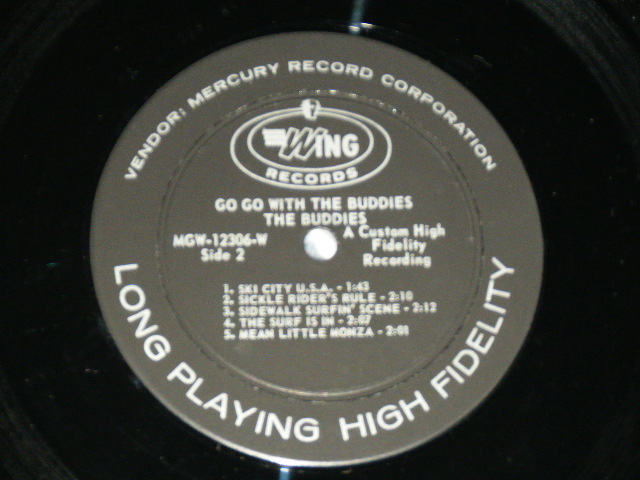 VENDOR: MERCURY RECORD CORPORATION
WING
RECORDS
GO GO WITH THE BUDDIES
THE BUDDIES
MGW-12306-W
Side 2
A Custom High
Fidelity
Recording
1. SKI CITY U.S.A. - 1:43
2. SICKLE RIDER'S RULE - 2:10
3. SIDEWALK SURFIN' SCENE - 2:12
4. THE SURF IS IN - 2:07
5. MEAN LITTLE MONZA - 2:01
LONG PLAYING HIGH FIDELITY